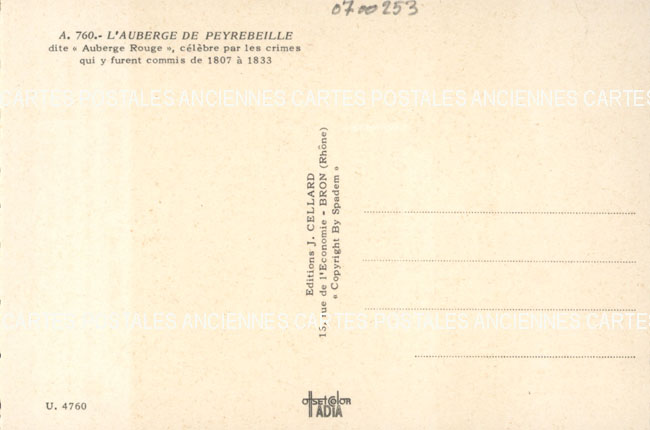 0700253
A. 760.- L'AUBERGE DE PEYREBEILLE
dite « Auberge Rouge », célèbre par les crimes
qui y furent commis de 1807 à 1833
CARTES POSTALES ANCIENNES CARTES POSTALES ANCIENNES CARTES
Editions J. CELLARD
15, rue de l'Economie - BRON (Rhône)
« Copyright By Spadem »
CARTES POSTALES ANCIENNES CARTES POSTALES ANCIENNES CARTES
U. 4760
OFFSETCOLOR
IADIA